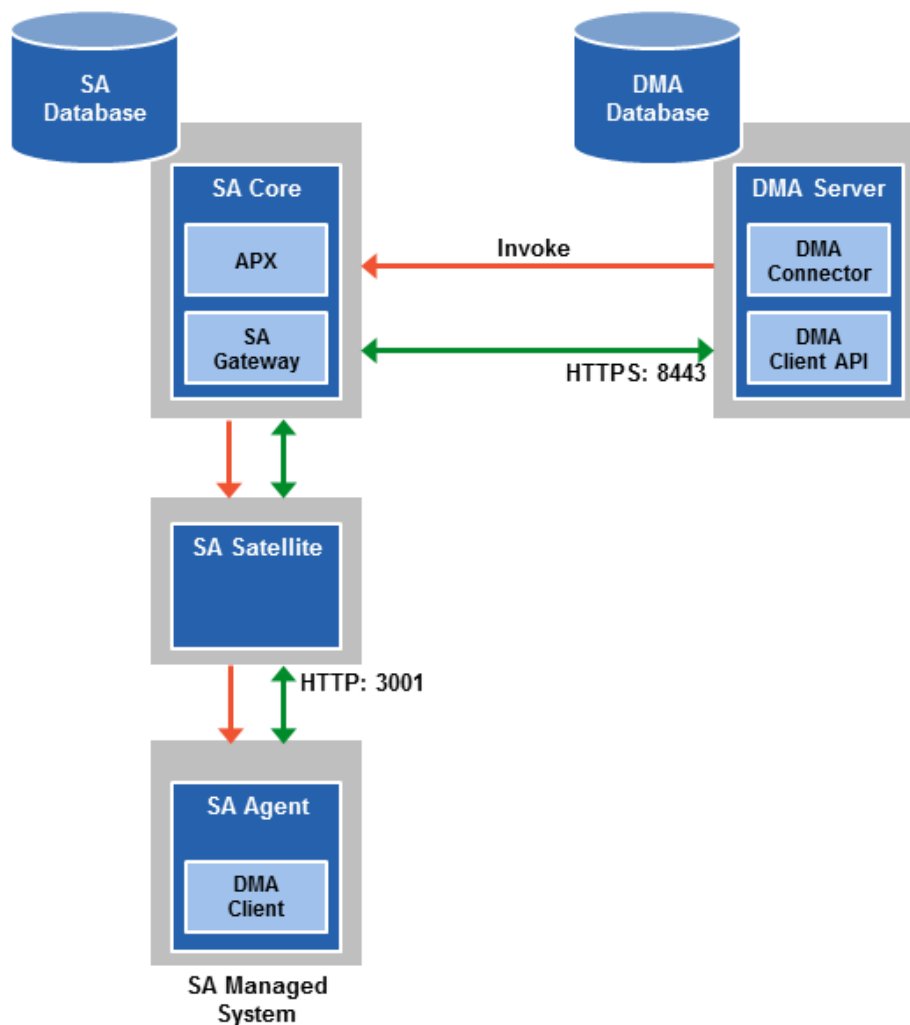 SA
Database
DMA
Database
SA Core
APX
SA
Gateway
Invoke
HTTPS: 8443
DMA Server
DMA
Connector
DMA
Client API
SA Satellite
HTTP: 3001
SA Agent
DMA
Client
SA Managed
System